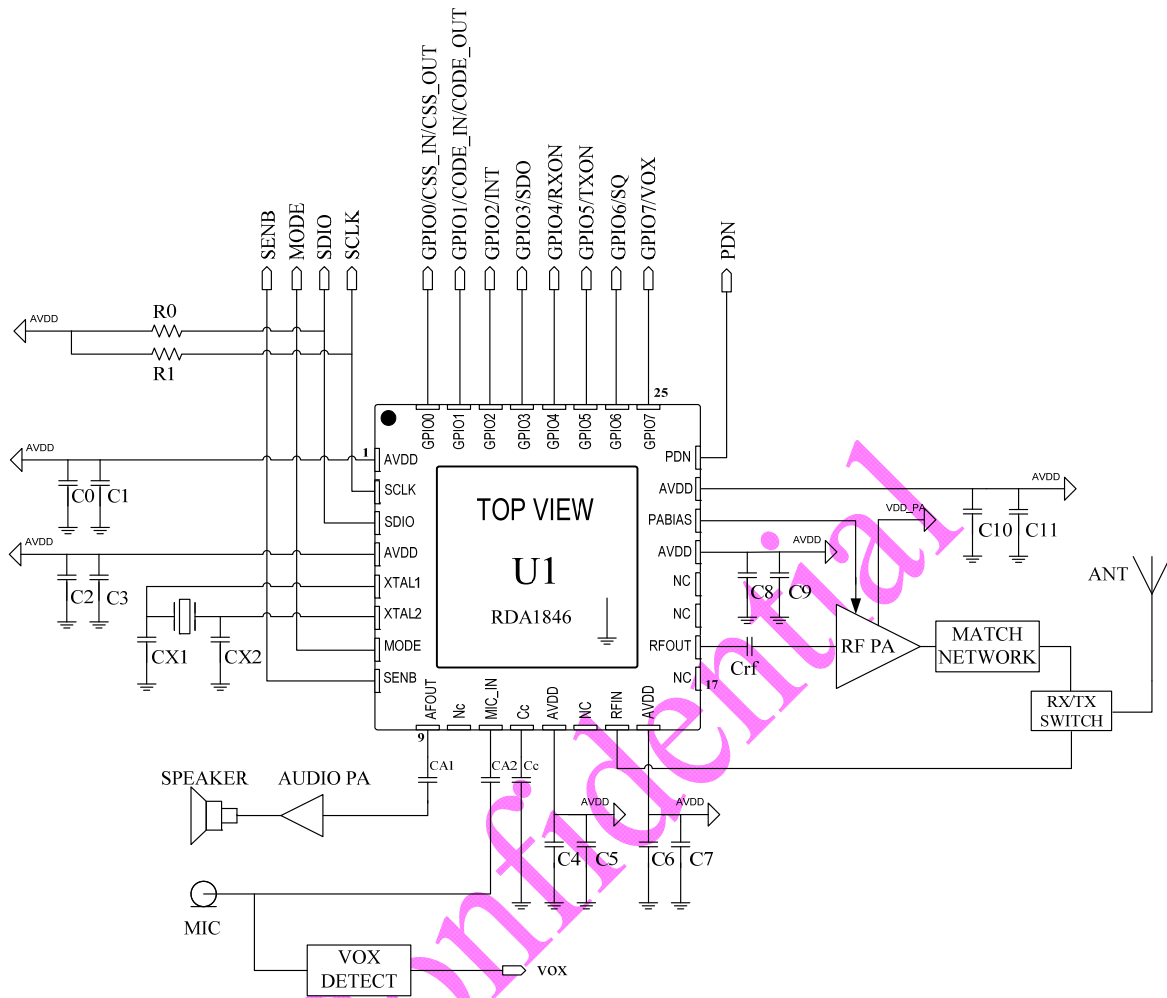 SENB
MODE
SDIO
SCLK
GPIO0/CSS_IN/CSS_OUT
GPIO1/CODE_IN/CODE_OUT
GPIO2/INT
GPIO3/SDO
GPIO4/RXON
GPIO5/TXON
GPIO6/SQ
GPIO7/VOX
PDN
AVDD
R0
R1
25
GPIO0
GPIO1
GPIO2
GPIO3
GPIO4
GPIO5
GPIO6
GPIO7
AVDD
1
C0
C1
AVDD
C2
C3
CX1
CX2
AVDD
SCLK
SDIO
AVDD
XTAL1
XTAL2
MODE
SENB
TOP VIEW
U1
RDA1846
PDN
AVDD
PABIAS
AVDD
NC
NC
RFOUT
NC
17
AVDD
C10
C11
VDD_PA
AVDD
C8
C9
Crf
RF PA
MATCH
NETWORK
RX/TX
SWITCH
ANT
AFOUT
Nc
MIC_IN
Cc
AVDD
NC
RFIN
AVDD
9
CA1
CA2
Cc
SPEAKER
AUDIO PA
AVDD
C4
C5
AVDD
C6
C7
MIC
VOX
DETECT
VOX
onfidential